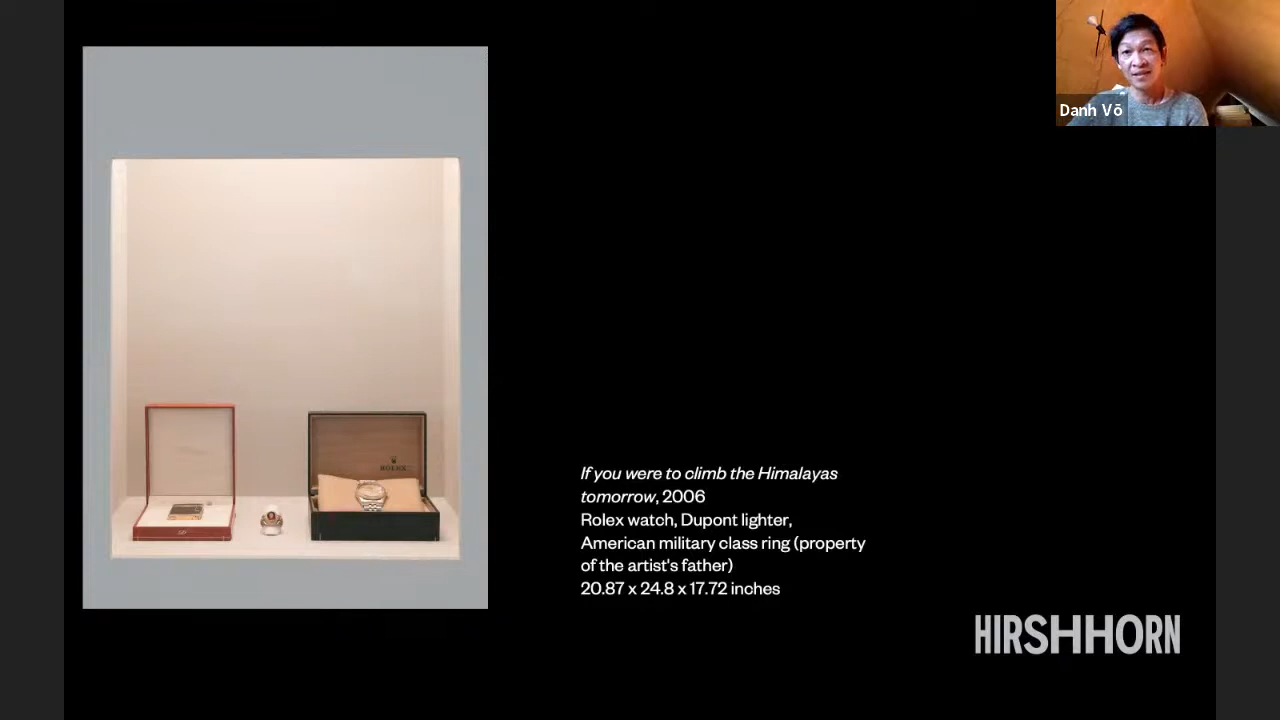 Danh Võ
ROLEX
If you were to climb the Himalayas
tomorrow, 2006
Rolex watch, Dupont lighter,
American military class ring (property
of the artist's father)
20.87 x 24.8 x 17.72 inches
HIRSHHORN